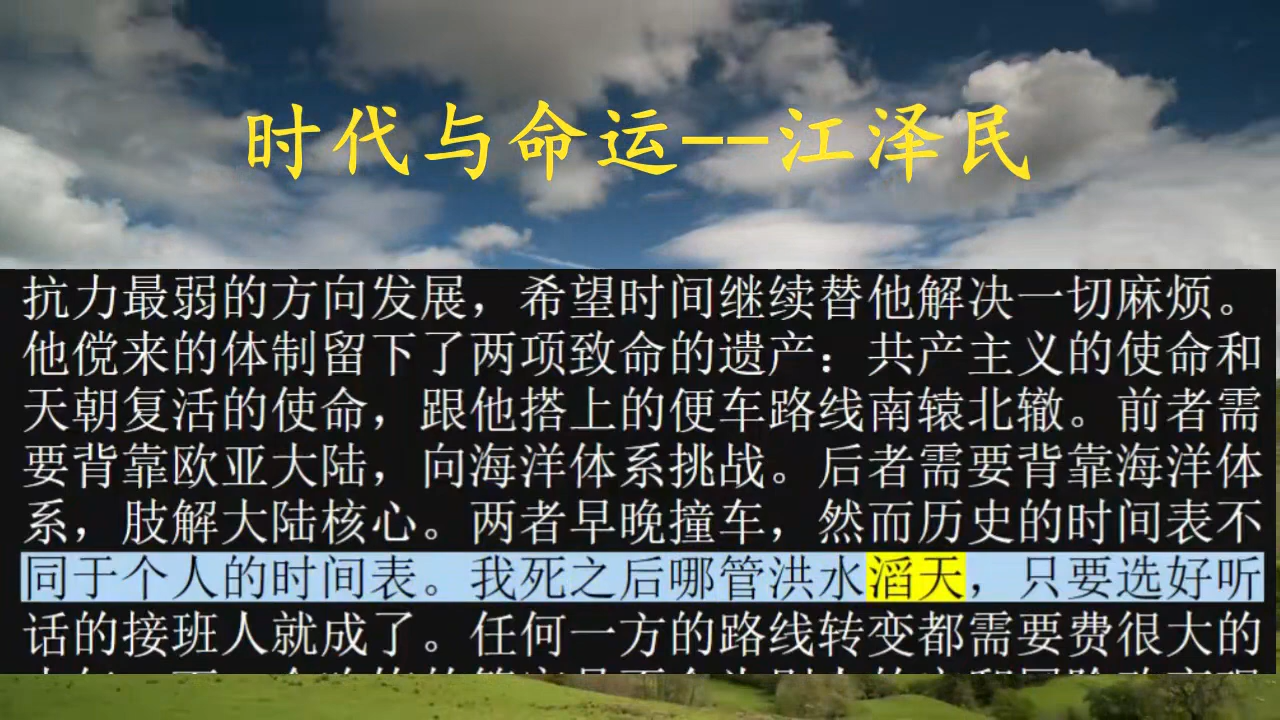 时代与命运--江泽民
抗力最弱的方向发展，希望时间继续替他解决一切麻烦。
他傥来的体制留下了两项致命的遗产：共产主义的使命和
天朝复活的使命，跟他搭上的便车路线南辕北辙。前者需
要背靠欧亚大陆，向海洋体系挑战。后者需要背靠海洋体
系，肢解大陆核心。两者早晚撞车，然而历史的时间表不
同于个人的时间表。我死之后哪管洪水滔天，只要选好听
话的接班人就成了。任何一方的路线转变都需要费很大的